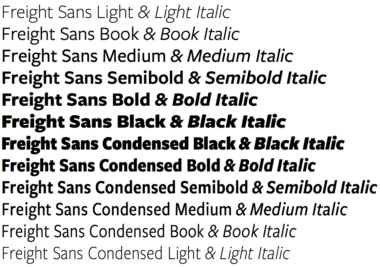 Freight Sans Light & Light Italic
Freight Sans Book & Book Italic
Freight Sans Medium & Medium Italic
Freight Sans Semibold & Semibold Italic
Freight Sans Bold & Bold Italic
Freight Sans Black & Black Italic
Freight Sans Condensed Black & Black Italic
Freight Sans Condensed Bold & Bold Italic
Freight Sans Condensed Semibold & Semibold Italic
Freight Sans Condensed Medium & Medium Italic
Freight Sans Condensed Book & Book Italic
Freight Sans Condensed Light & Light Italic